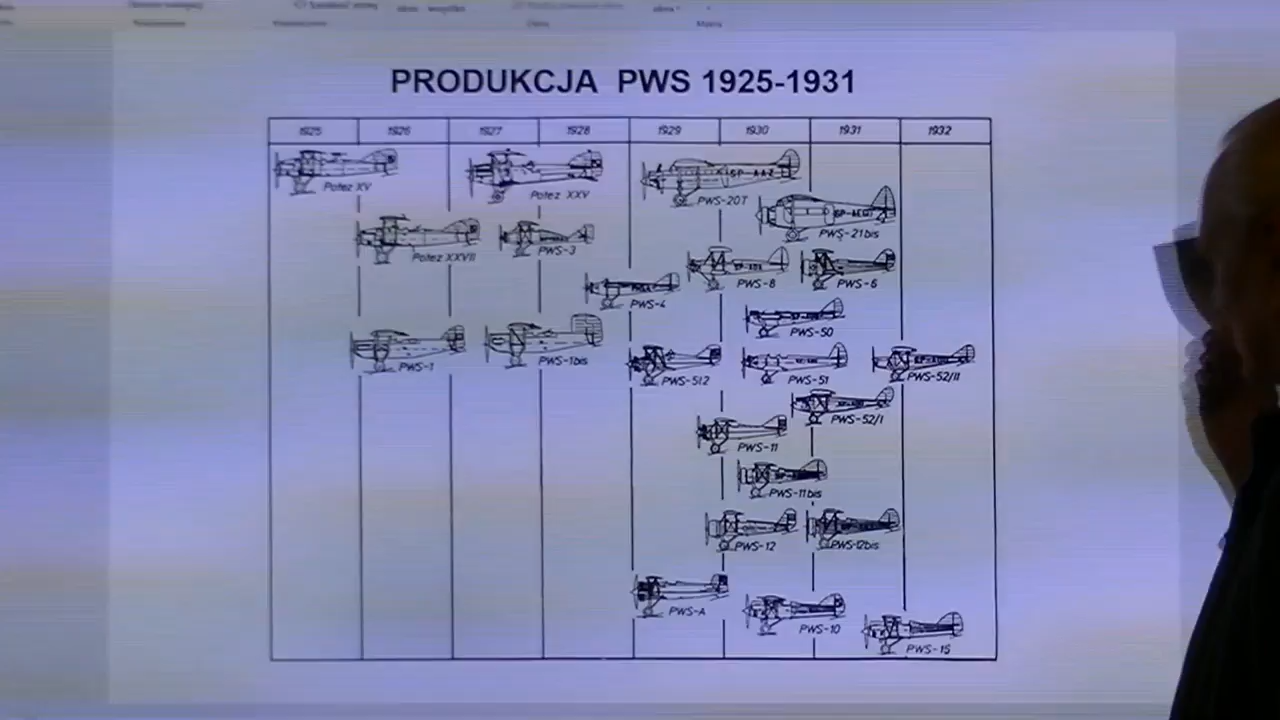 PRODUKCJA PWS 1925-1931
1925 1926 1927 1928 1929 1930 1931 1932
Potez XV
Potez XXV
SP-AAZ
PWS-20T
PWS-21bis
Potez XXVII
PWS-3
PWS-8
PWS-6
PWS-4
PWS-50
PWS-1
PWS-1bis
PWS-5t2
PWS-51
PWS-52/II
PWS-52/I
PWS-11
PWS-11bis
PWS-12
PWS-12bis
PWS-A
PWS-10
PWS-15